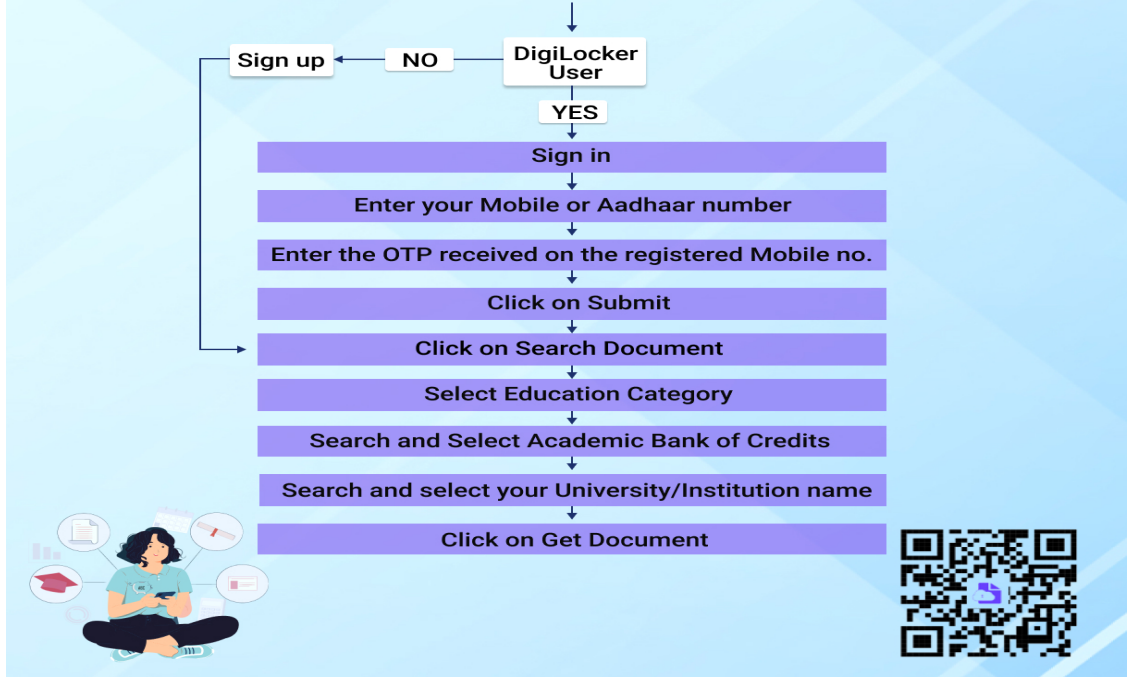 DigiLocker
User
Sign up
NO
YES
Sign in
Enter your Mobile or Aadhaar number
Enter the OTP received on the registered Mobile no.
Click on Submit
Click on Search Document
Select Education Category
Search and Select Academic Bank of Credits
Search and select your University/Institution name
Click on Get Document